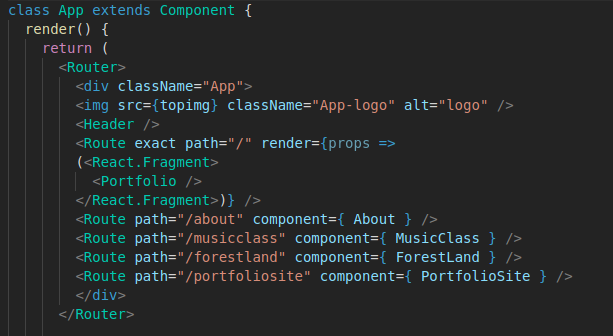 class App extends Component {
render() {
return (
<Router>
<div className="App">
<img src={topimg} className="App-logo" alt="logo" />
<Header />
<Route exact path="/" render={props =>
(<React.Fragment>
<Portfolio />
</React.Fragment>)} />
<Route path="/about" component={ About } />
<Route path="/musicclass" component={ MusicClass } />
<Route path="/forestland" component={ ForestLand } />
<Route path="/portfoliosite" component={ PortfolioSite } />
</div>
</Router>